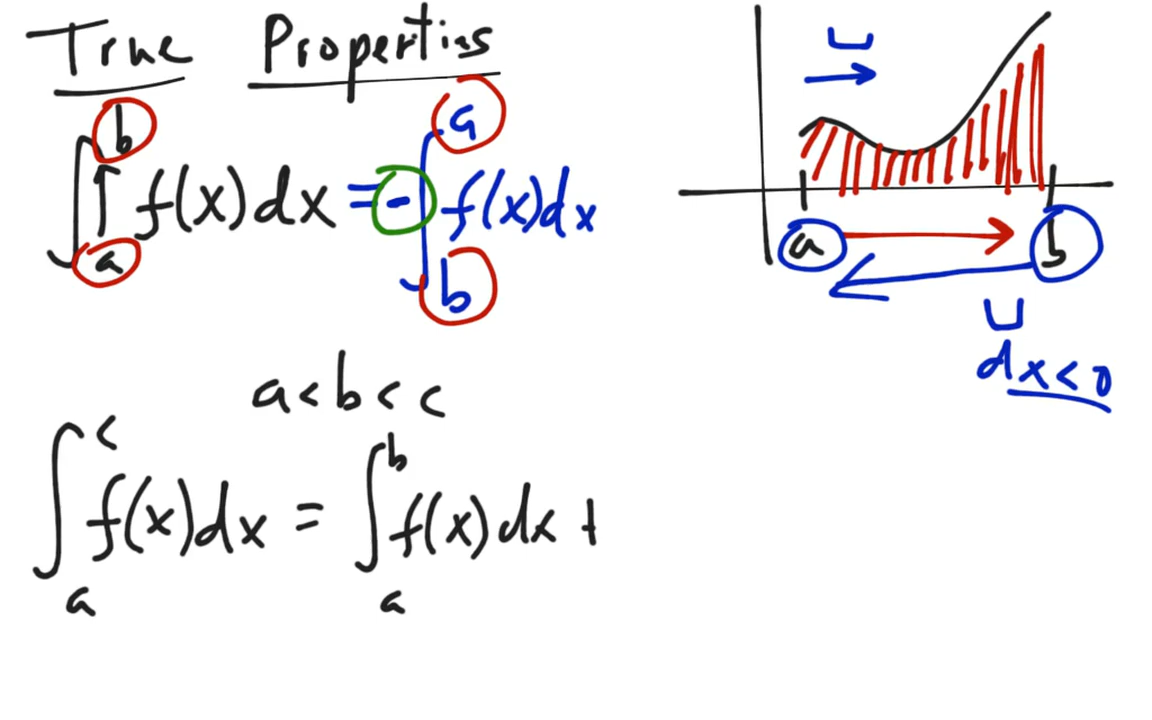 True Properties
∫_a^b f(x)dx = - ∫_b^a f(x)dx
a b
dx<0
a<b<c
∫_a^c f(x)dx = ∫_a^b f(x)dx +